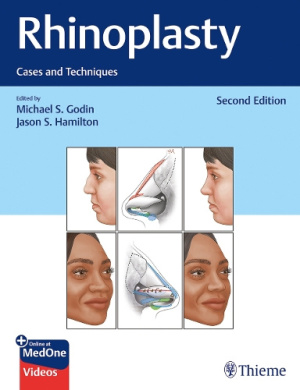 Rhinoplasty
Cases and Techniques
Edited by
Michael S. Godin
Jason S. Hamilton
Second Edition
+ Online at
MedOne
Videos
Thieme